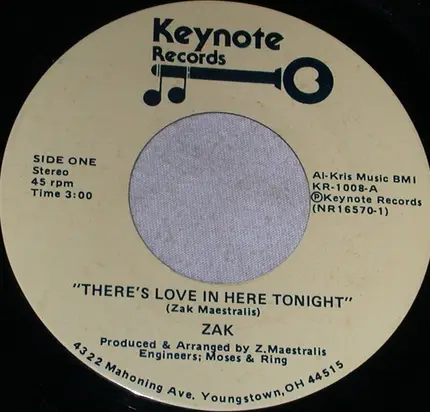 Keynote
Records
SIDE ONE
Stereo
45 rpm
Time 3:00
Al-Kris Music BMI
KR-1008-A
Ⓟ Keynote Records
(NR16570-1)
"THERE'S LOVE IN HERE TONIGHT"
(Zak Maestralis)
ZAK
Produced & Arranged by Z.Maestralis
Engineers; Moses & Ring
4322 Mahoning Ave. Youngstown, OH 44515